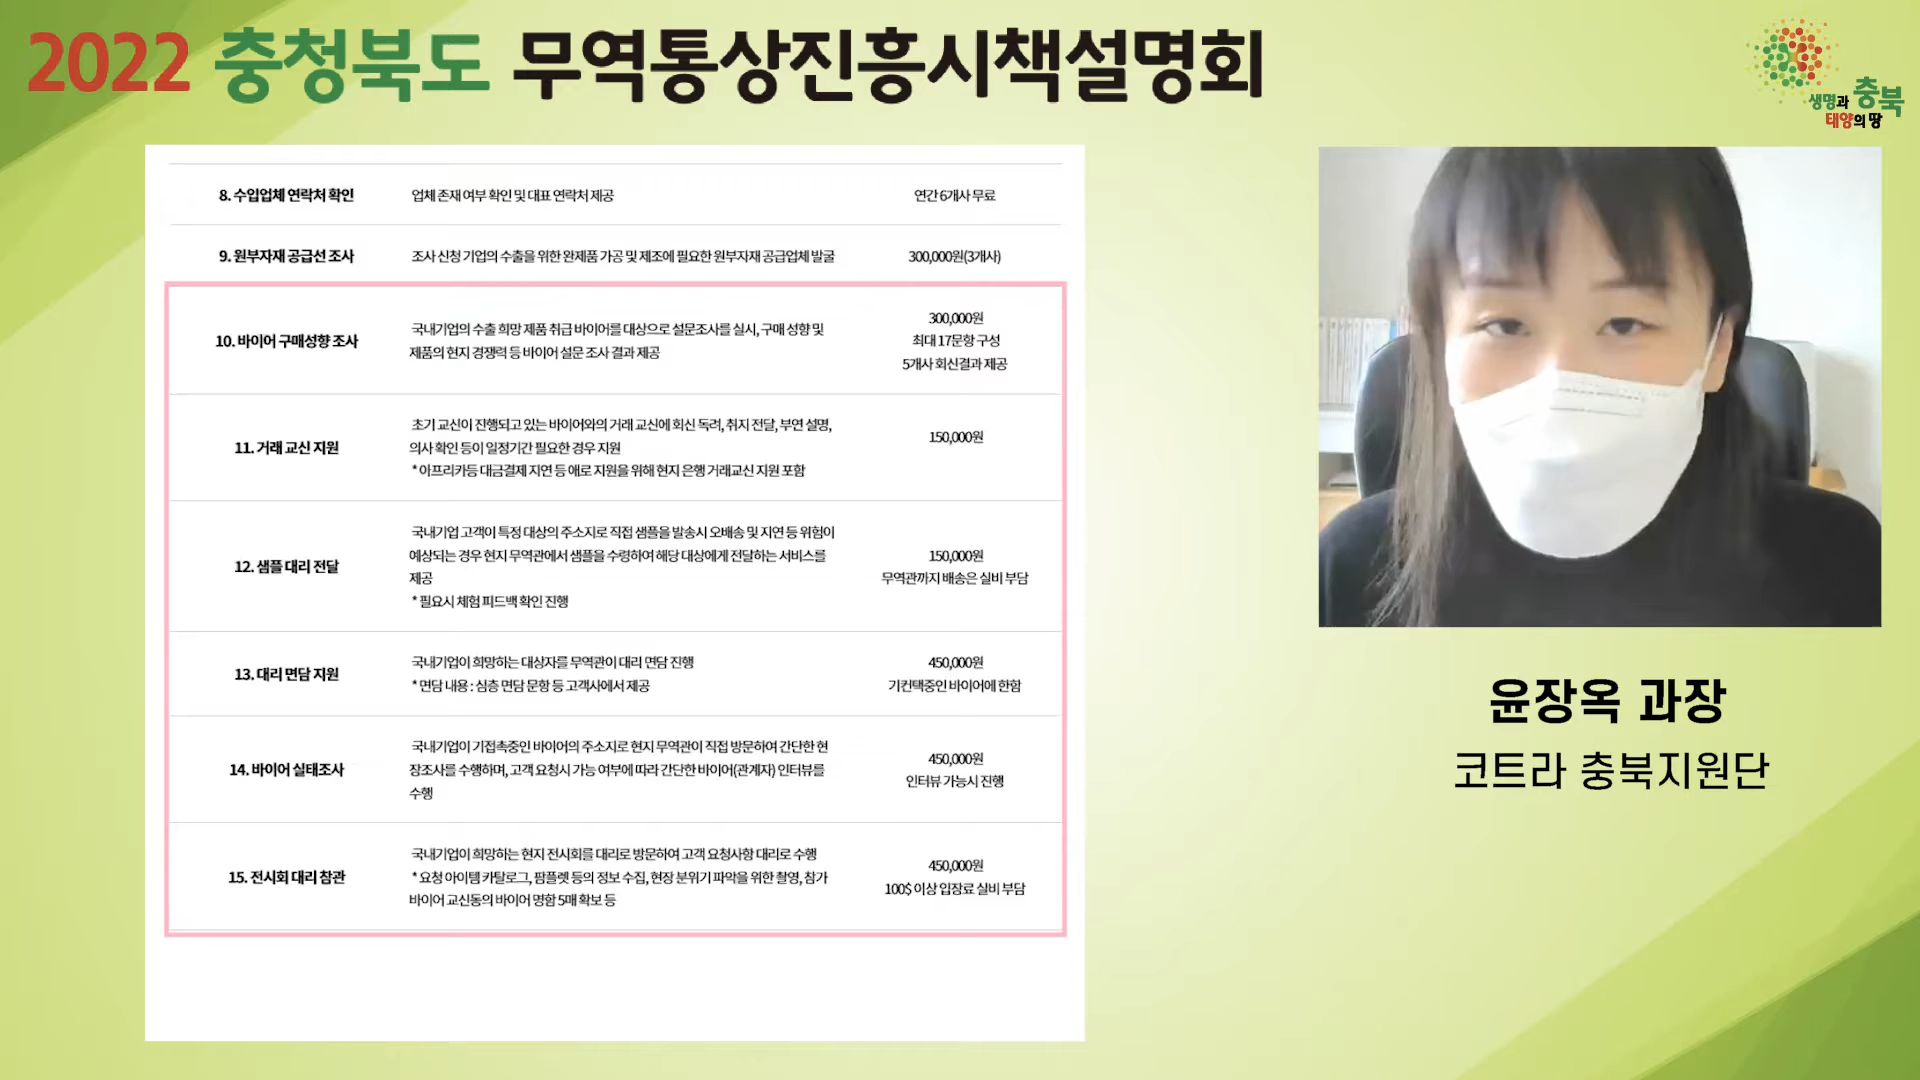 2022 충청북도 무역통상진흥시책설명회
생명과 충북
태양의 땅
8. 수입업체 연락처 확인
업체 존재 여부 확인 및 대표 연락처 제공
연간 6개사 무료
9. 원부자재 공급선 조사
조사 신청 기업의 수출을 위한 완제품 가공 및 제조에 필요한 원부자재 공급업체 발굴
300,000원(3개사)
10. 바이어 구매성향 조사
국내기업의 수출 희망 제품 취급 바이어를 대상으로 설문조사를 실시, 구매 성향 및
제품의 현지 경쟁력 등 바이어 설문 조사 결과 제공
300,000원
최대 17문항 구성
5개사 회신결과 제공
11. 거래 교신 지원
초기 교신이 진행되고 있는 바이어와의 거래 교신에 회신 독려, 취지 전달, 부연 설명,
의사 확인 등이 일정기간 필요한 경우 지원
* 아프리카등 대금결제 지연 등 애로 지원을 위해 현지 은행 거래교신 지원 포함
150,000원
12. 샘플 대리 전달
국내기업 고객이 특정 대상의 주소지로 직접 샘플을 발송시 오배송 및 지연 등 위험이
예상되는 경우 현지 무역관에서 샘플을 수령하여 해당 대상에게 전달하는 서비스를
제공
* 필요시 체험 피드백 확인 진행
150,000원
무역관까지 배송은 실비 부담
13. 대리 면담 지원
국내기업이 희망하는 대상자를 무역관이 대리 면담 진행
* 면담 내용 : 심층 면담 문항 등 고객사에서 제공
450,000원
기컨택중인 바이어에 한함
14. 바이어 실태조사
국내기업이 기접촉중인 바이어의 주소지로 현지 무역관이 직접 방문하여 간단한 현
장조사를 수행하며, 고객 요청시 가능 여부에 따라 간단한 바이어(관계자) 인터뷰를
수행
450,000원
인터뷰 가능시 진행
15. 전시회 대리 참관
국내기업이 희망하는 현지 전시회를 대리로 방문하여 고객 요청사항 대리로 수행
* 요청 아이템 카탈로그, 팜플렛 등의 정보 수집, 현장 분위기 파악을 위한 촬영, 참가
바이어 교신동의 바이어 명함 5매 확보 등
450,000원
100$ 이상 입장료 실비 부담
윤장옥 과장
코트라 충북지원단